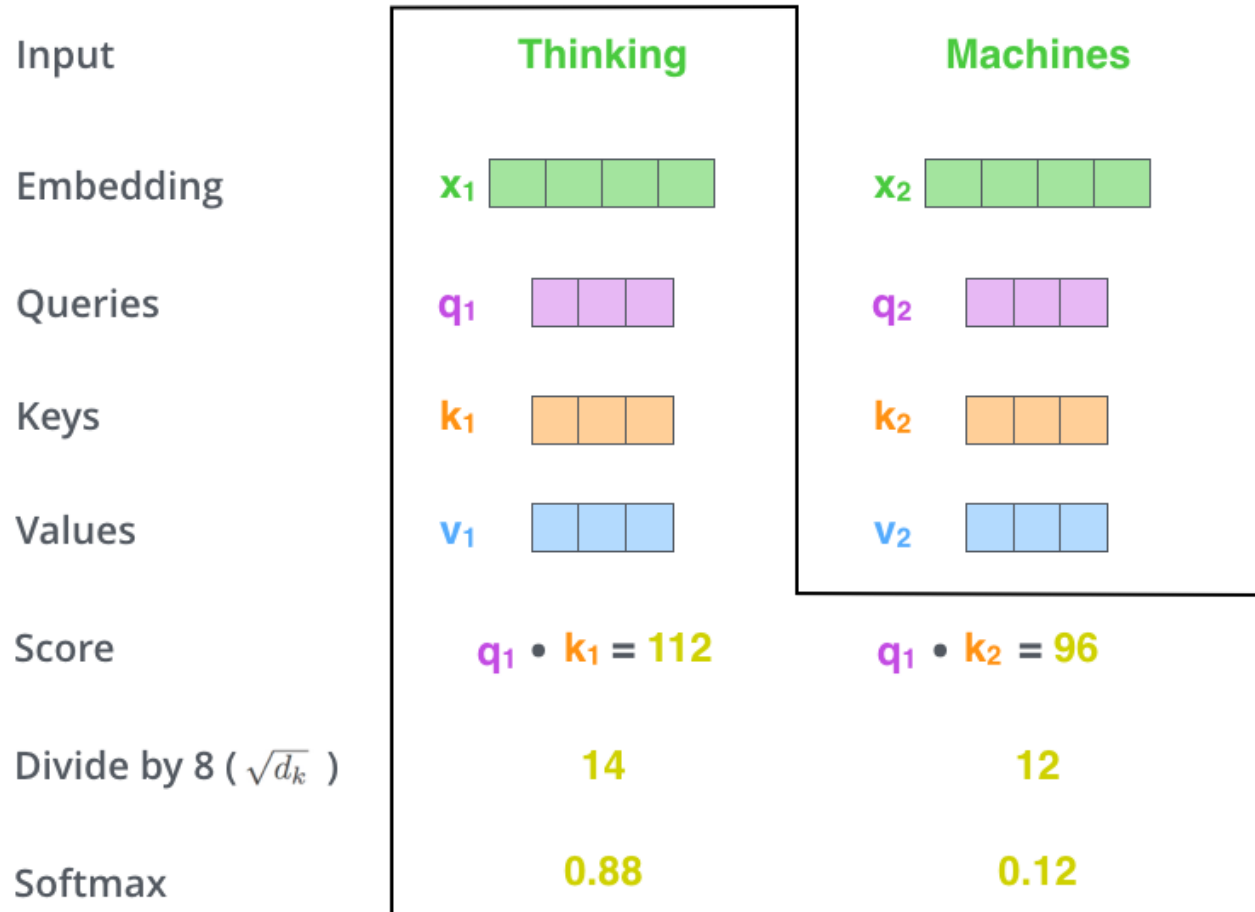 Input Thinking Machines
Embedding x₁ x₂
Queries q₁ q₂
Keys k₁ k₂
Values v₁ v₂
Score q₁ • k₁ = 112 q₁ • k₂ = 96
Divide by 8 ( √dₖ ) 14 12
Softmax 0.88 0.12